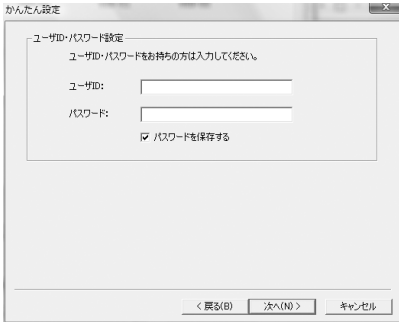 かんたん設定
ユーザID・パスワード設定
ユーザID・パスワードをお持ちの方は入力してください。
ユーザID:
パスワード:
パスワードを保存する
< 戻る(B)
次へ(N) >
キャンセル